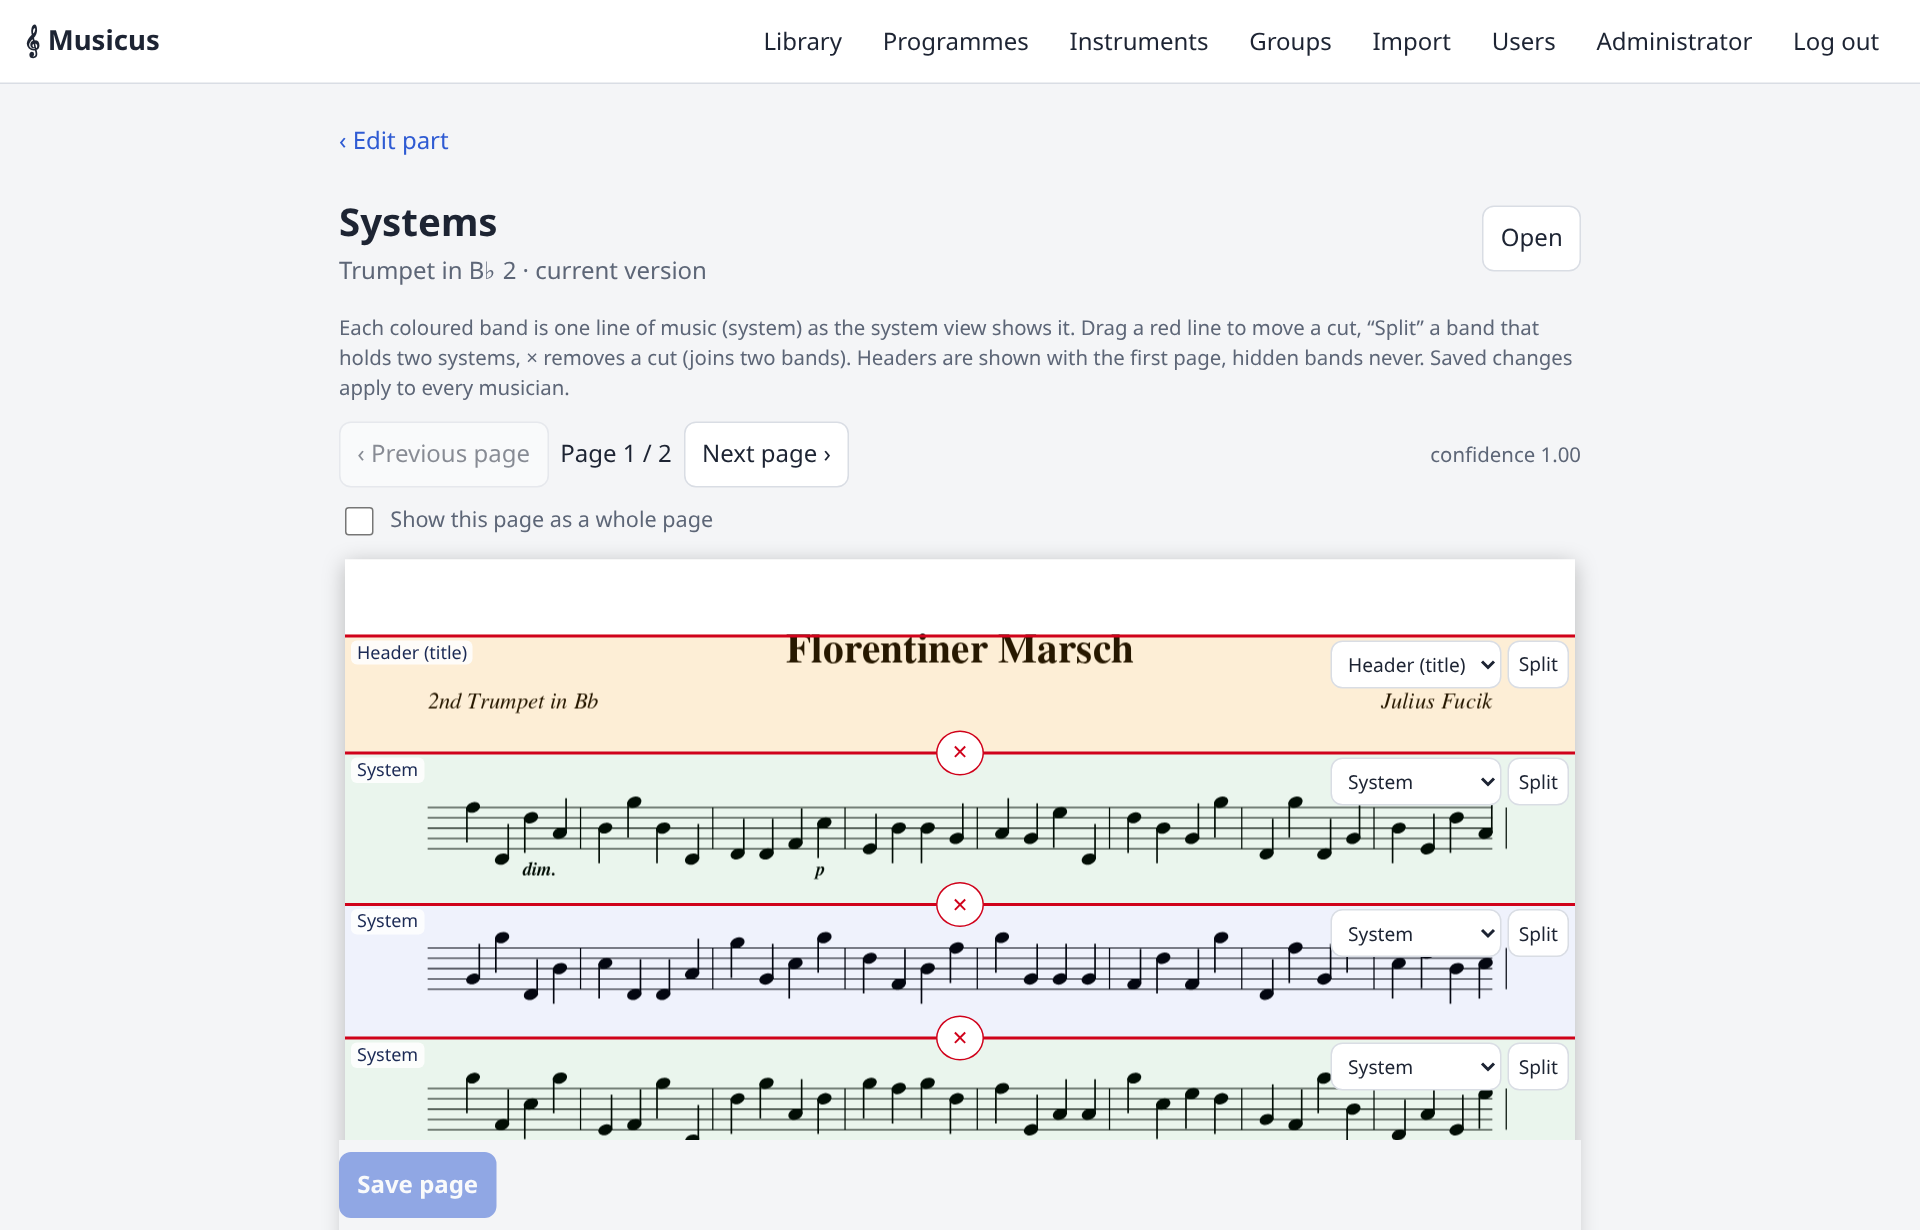 Musicus
Library Programmes Instruments Groups Import Users Administrator Log out
‹ Edit part
Systems
Open
Trumpet in B♭ 2 · current version
Each coloured band is one line of music (system) as the system view shows it. Drag a red line to move a cut, “Split” a band that
holds two systems, × removes a cut (joins two bands). Headers are shown with the first page, hidden bands never. Saved changes
apply to every musician.
‹ Previous page Page 1 / 2 Next page › confidence 1.00
Show this page as a whole page
Florentiner Marsch
Header (title) Header (title) Split
2nd Trumpet in Bb Julius Fucik
System System Split
dim. p
System System Split
System System Split
Save page